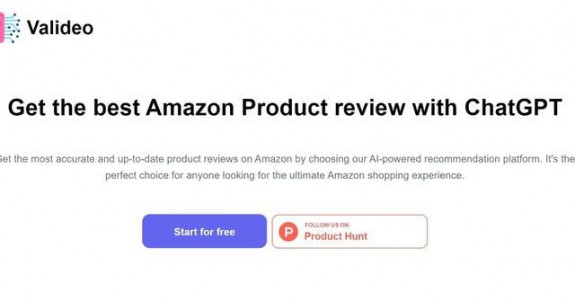 Valideo
Get the best Amazon Product review with ChatGPT
Get the most accurate and up-to-date product reviews on Amazon by choosing our AI-powered recommendation platform. It's the
perfect choice for anyone looking for the ultimate Amazon shopping experience.
Start for free
P
FOLLOW US ON
Product Hunt